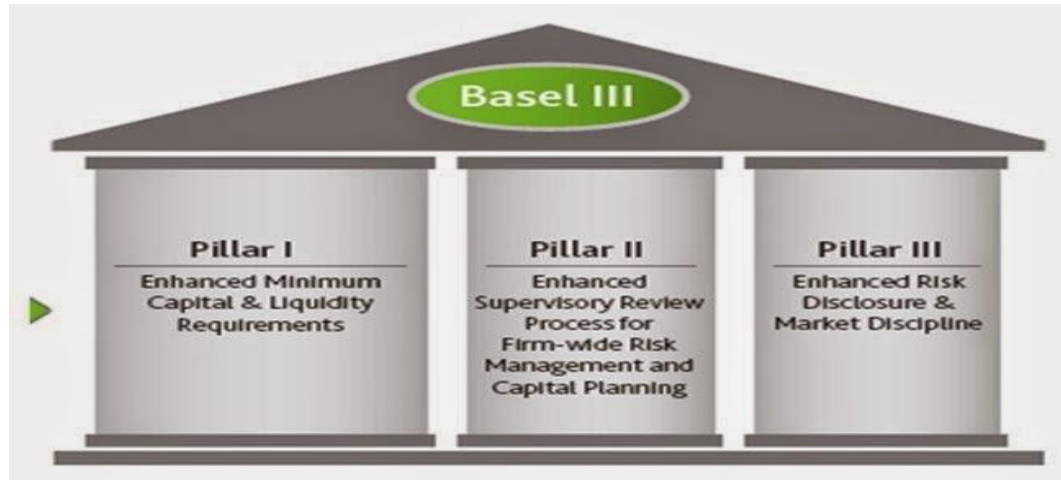 Basel III
Pillar I
Enhanced Minimum
Capital & Liquidity
Requirements
Pillar II
Enhanced
Supervisory Review
Process for
Firm-wide Risk
Management and
Capital Planning
Pillar III
Enhanced Risk
Disclosure &
Market Discipline